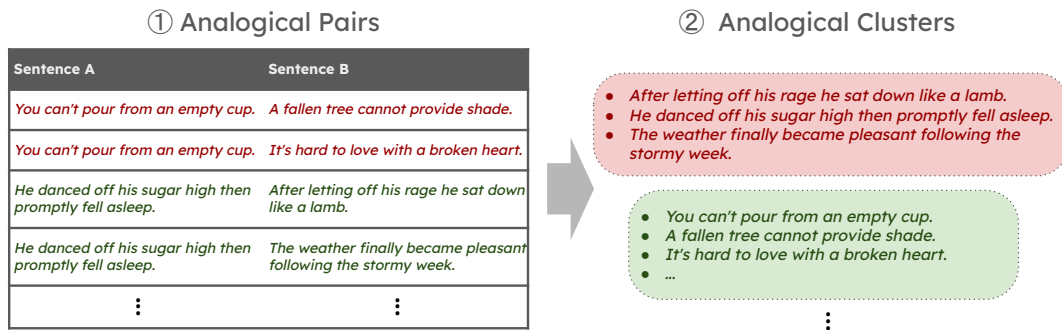 ① Analogical Pairs
Sentence A Sentence B
You can't pour from an empty cup. A fallen tree cannot provide shade.
You can't pour from an empty cup. It's hard to love with a broken heart.
He danced off his sugar high then After letting off his rage he sat down
promptly fell asleep. like a lamb.
He danced off his sugar high then The weather finally became pleasant
promptly fell asleep. following the stormy week.
⋮ ⋮
② Analogical Clusters
● After letting off his rage he sat down like a lamb.
● He danced off his sugar high then promptly fell asleep.
● The weather finally became pleasant following the
stormy week.
● You can't pour from an empty cup.
● A fallen tree cannot provide shade.
● It's hard to love with a broken heart.
● ...
⋮